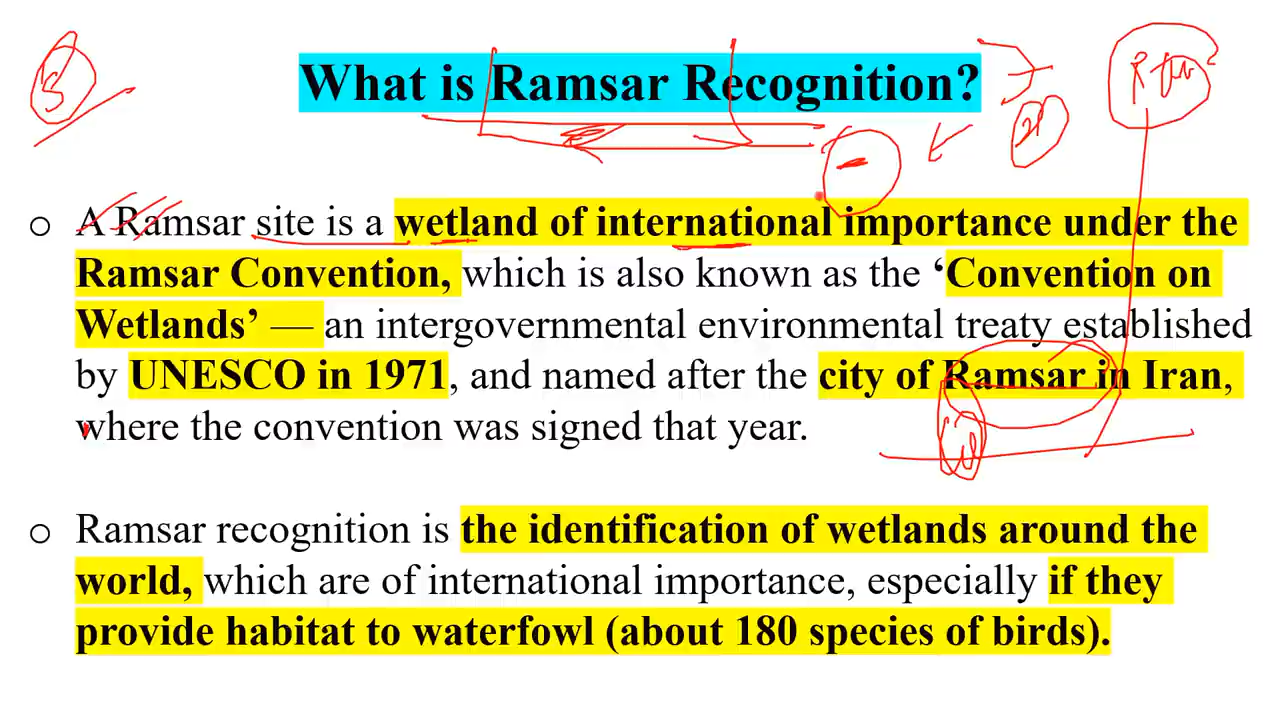 What is Ramsar Recognition?
5
o A Ramsar site is a wetland of international importance under the
Ramsar Convention, which is also known as the ‘Convention on
Wetlands’ — an intergovernmental environmental treaty established
by UNESCO in 1971, and named after the city of Ramsar in Iran,
where the convention was signed that year.
o Ramsar recognition is the identification of wetlands around the
world, which are of international importance, especially if they
provide habitat to waterfowl (about 180 species of birds).